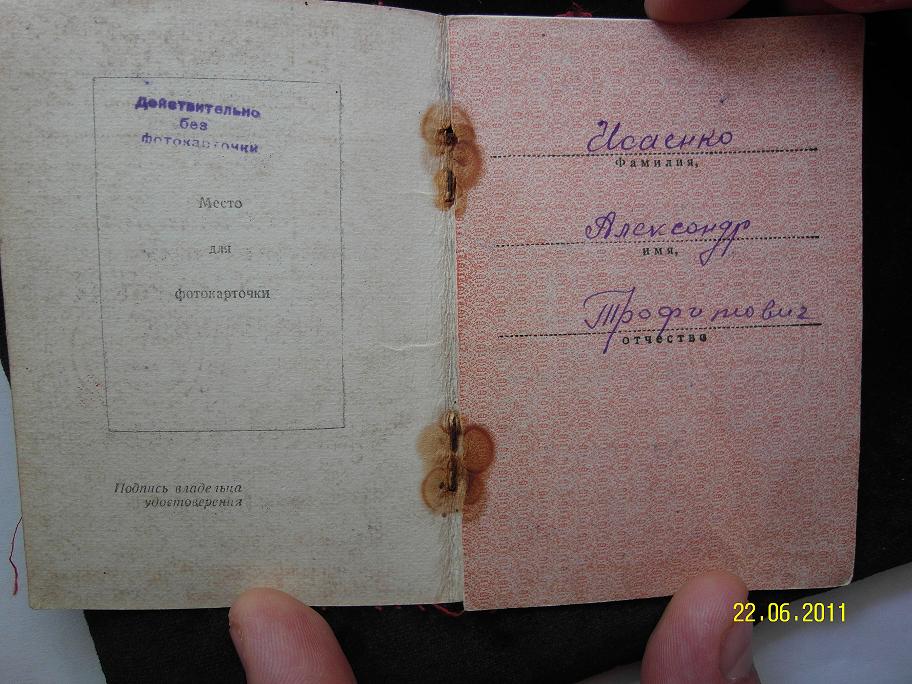 Действительно
без
фотокарточки
Место
для
фотокарточки
Подпись владельца
удостоверения
Исаенко
Фамилия,
Александр
имя,
Трофимович
отчество
22.06.2011